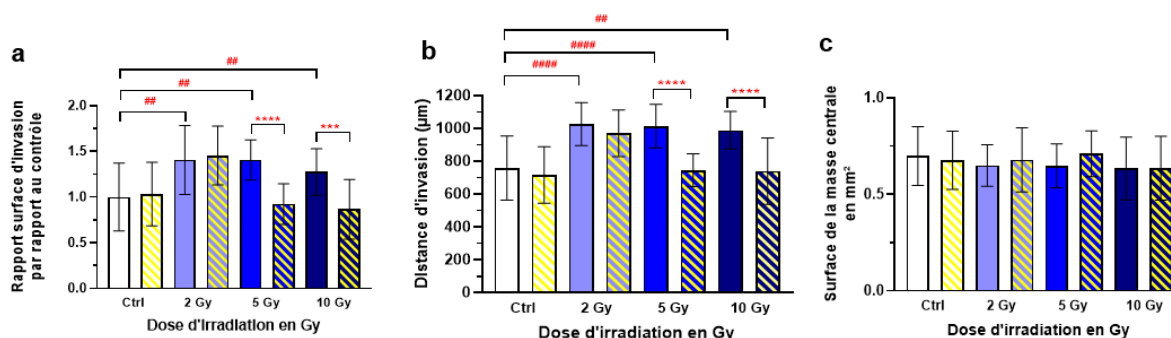 a
##
##
##
****
***
Rapport surface d'invasion
par rapport au contrôle
2.0
1.5
1.0
0.5
0.0
Ctrl 2 Gy 5 Gy 10 Gy
Dose d'irradiation en Gy
b
##
####
####
****
****
Distance d'invasion (µm)
1200
1000
800
600
400
200
0
Ctrl 2 Gy 5 Gy 10 Gy
Dose d'irradiation en Gy
c
Surface de la masse centrale
en mm²
1.0
0.5
0.0
Ctrl 2 Gy 5 Gy 10 Gy
Dose d'irradiation en Gy